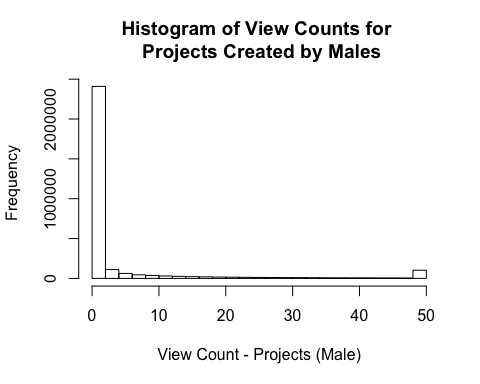 Histogram of View Counts for
Projects Created by Males
Frequency
2000000
1000000
0
0 10 20 30 40 50
View Count - Projects (Male)